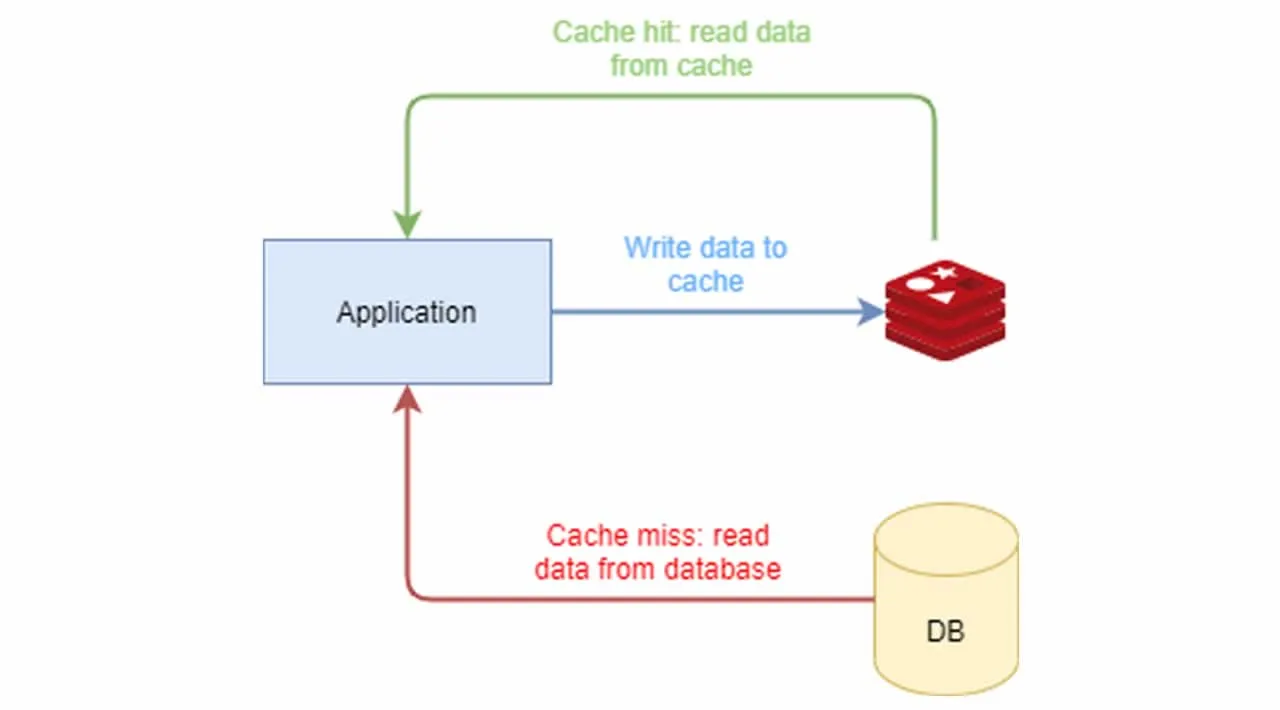 Cache hit: read data
from cache
Write data to
cache
Application
Cache miss: read
data from database
DB